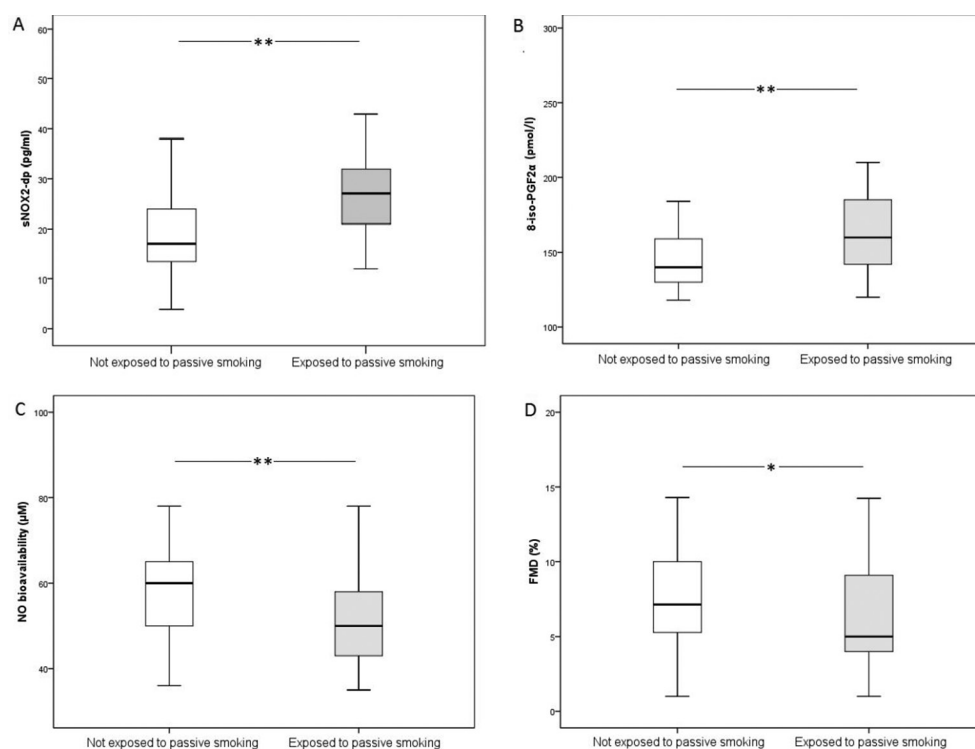 A
60
50
40
30
20
10
0
sNOX2-dp (pg/ml)
**
Not exposed to passive smoking
Exposed to passive smoking
B
300
250
200
150
100
8-iso-PGF2α (pmol/l)
**
Not exposed to passive smoking
Exposed to passive smoking
C
100
80
60
40
NO bioavailability (μM)
**
Not exposed to passive smoking
Exposed to passive smoking
D
20
15
10
5
0
FMD (%)
*
Not exposed to passive smoking
Exposed to passive smoking